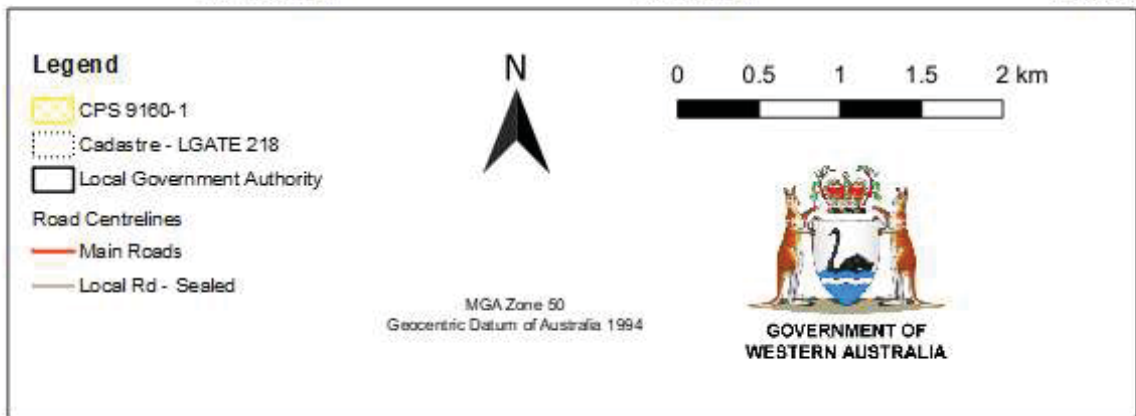 Legend
CPS 9160-1
Cadastre - LGATE 218
Local Government Authority
Road Centrelines
Main Roads
Local Rd - Sealed
N
MGA Zone 50
Geocentric Datum of Australia 1994
0 0.5 1 1.5 2 km
GOVERNMENT OF
WESTERN AUSTRALIA